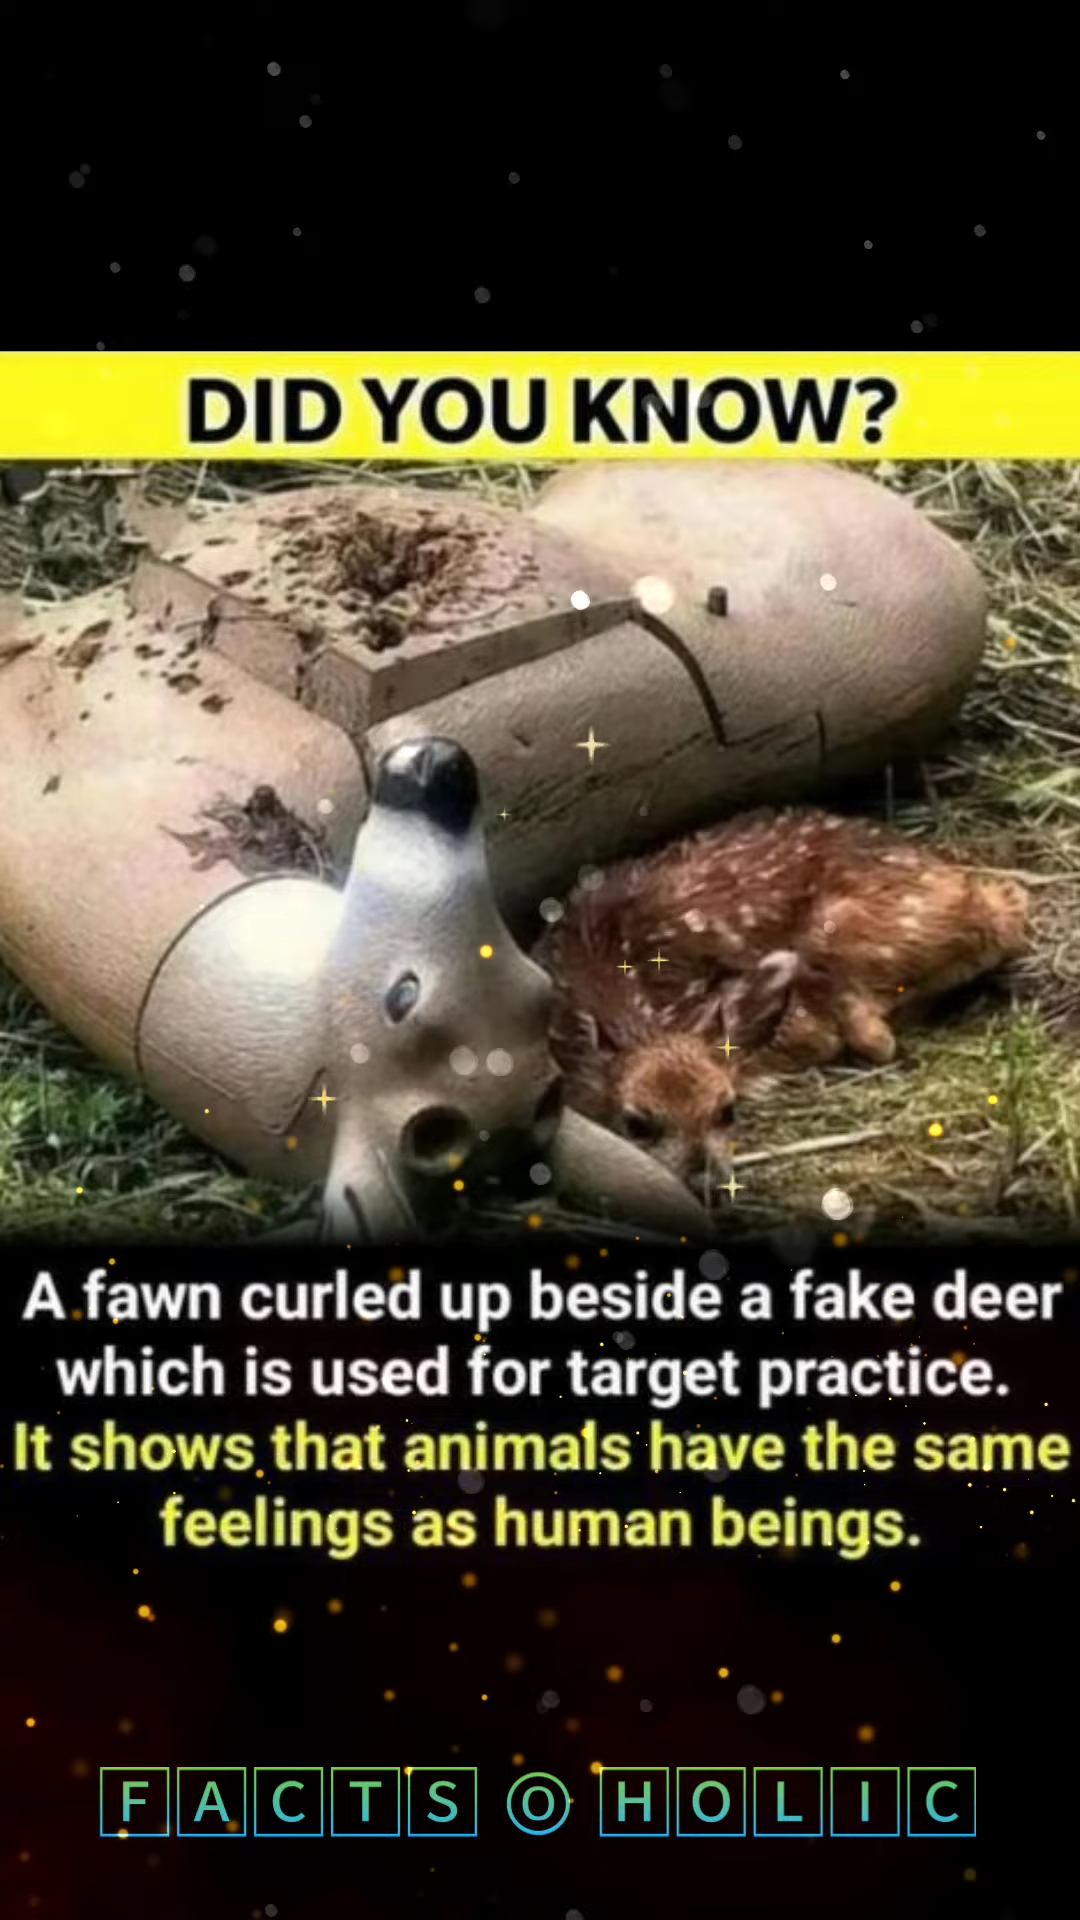 DID YOU KNOW?
A fawn curled up beside a fake deer
which is used for target practice.
It shows that animals have the same
feelings as human beings.
FACTS O HOLIC